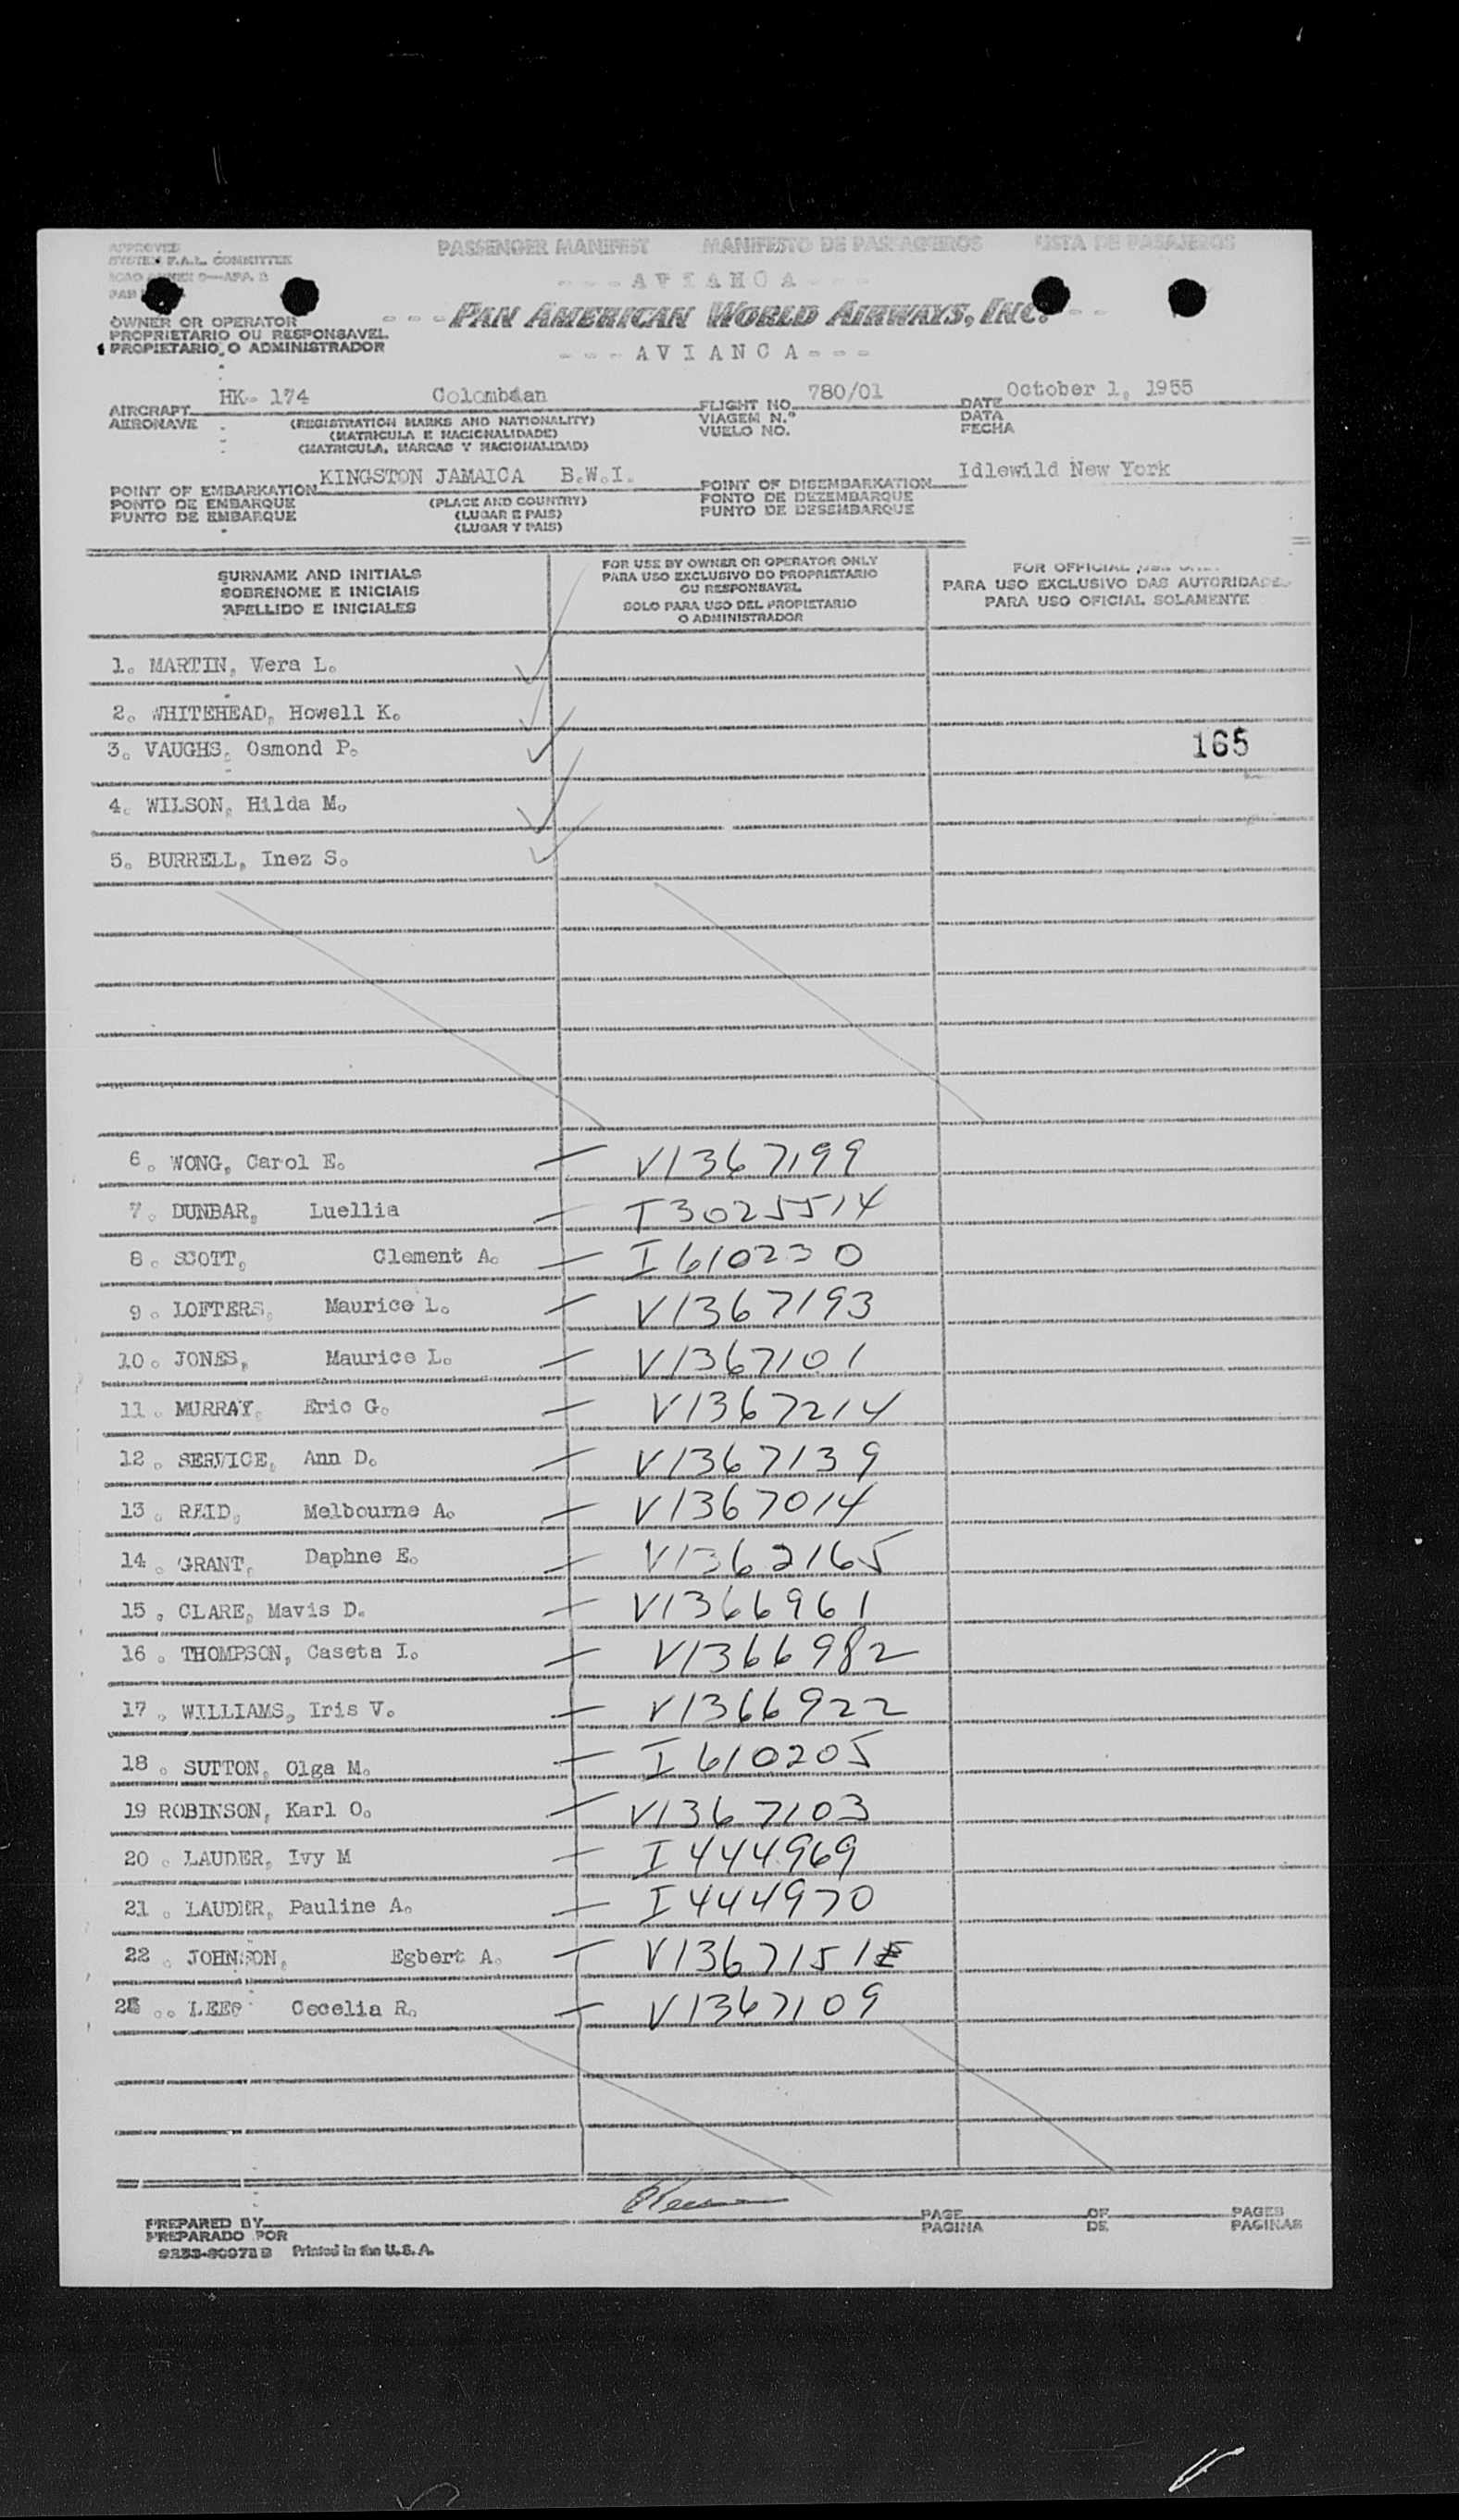 APPROVED PASSENGER MANIFEST MANIFESTO DE PASSAGEIROS LISTA DE PASAJEROS
SYSTEM F.A.L. COMMITTEE
ICAO ANNEX 9—APA. B
- - - A V I A N C A - - -
OWNER OR OPERATOR - - - PAN AMERICAN WORLD AIRWAYS, INC. - -
PROPRIETARIO OU RESPONSAVEL
PROPIETARIO O ADMINISTRADOR - - - A V I A N C A - - -
AIRCRAFT HK- 174 Colombian FLIGHT NO. 780/01 DATE October 1, 1955
AERONAVE (REGISTRATION MARKS AND NATIONALITY) VIAGEM N.º DATA
(MATRICULA E NACIONALIDADE) VUELO NO. FECHA
(MATRICULA, MARCAS Y NACIONALIDAD)
POINT OF EMBARKATION KINGSTON JAMAICA B.W.I. POINT OF DISEMBARKATION Idlewild New York
PONTO DE EMBARQUE (PLACE AND COUNTRY) PONTO DE DEZEMBARQUE
PUNTO DE EMBARQUE (LUGAR E PAIS) PUNTO DE DESEMBARQUE
(LUGAR Y PAIS)
SURNAME AND INITIALS
SOBRENOME E INICIAIS
APELLIDO E INICIALES
FOR USE BY OWNER OR OPERATOR ONLY
PARA USO EXCLUSIVO DO PROPRIETARIO
OU RESPONSAVEL
SOLO PARA USO DEL PROPIETARIO
O ADMINISTRADOR
FOR OFFICIAL
PARA USO EXCLUSIVO DAS AUTORIDADES
PARA USO OFICIAL SOLAMENTE
1. MARTIN, Vera L.
2. WHITEHEAD, Howell K.
3. VAUGHS, Osmond P. 165
4. WILSON, Hilda M.
5. BURRELL, Inez S.
6. WONG, Carol E. — V1367199
7. DUNBAR, Luellia — T3025514
8. SCOTT, Clement A. — I610230
9. LOFTERS, Maurice L. — V1367193
10. JONES, Maurice L. — V1367101
11. MURRAY, Eric G. — V1367214
12. SERVICE, Ann D. — V1367139
13. REID, Melbourne A. — V1367014
14. GRANT, Daphne E. — V1362165
15. CLARE, Mavis D. — V1366961
16. THOMPSON, Caseta I. — V1366982
17. WILLIAMS, Iris V. — V1366922
18. SUTTON, Olga M. — I610205
19 ROBINSON, Karl O. — V1367103
20. LAUDER, Ivy M — I444969
21. LAUDER, Pauline A. — I444970
22. JOHNSON, Egbert A. — V1367151
.. LEES Cecelia R. — V1367109
PREPARED BY PAGE OF PAGES
PREPARADO POR PAGINA DE PAGINAS
Printed in the U.S.A.